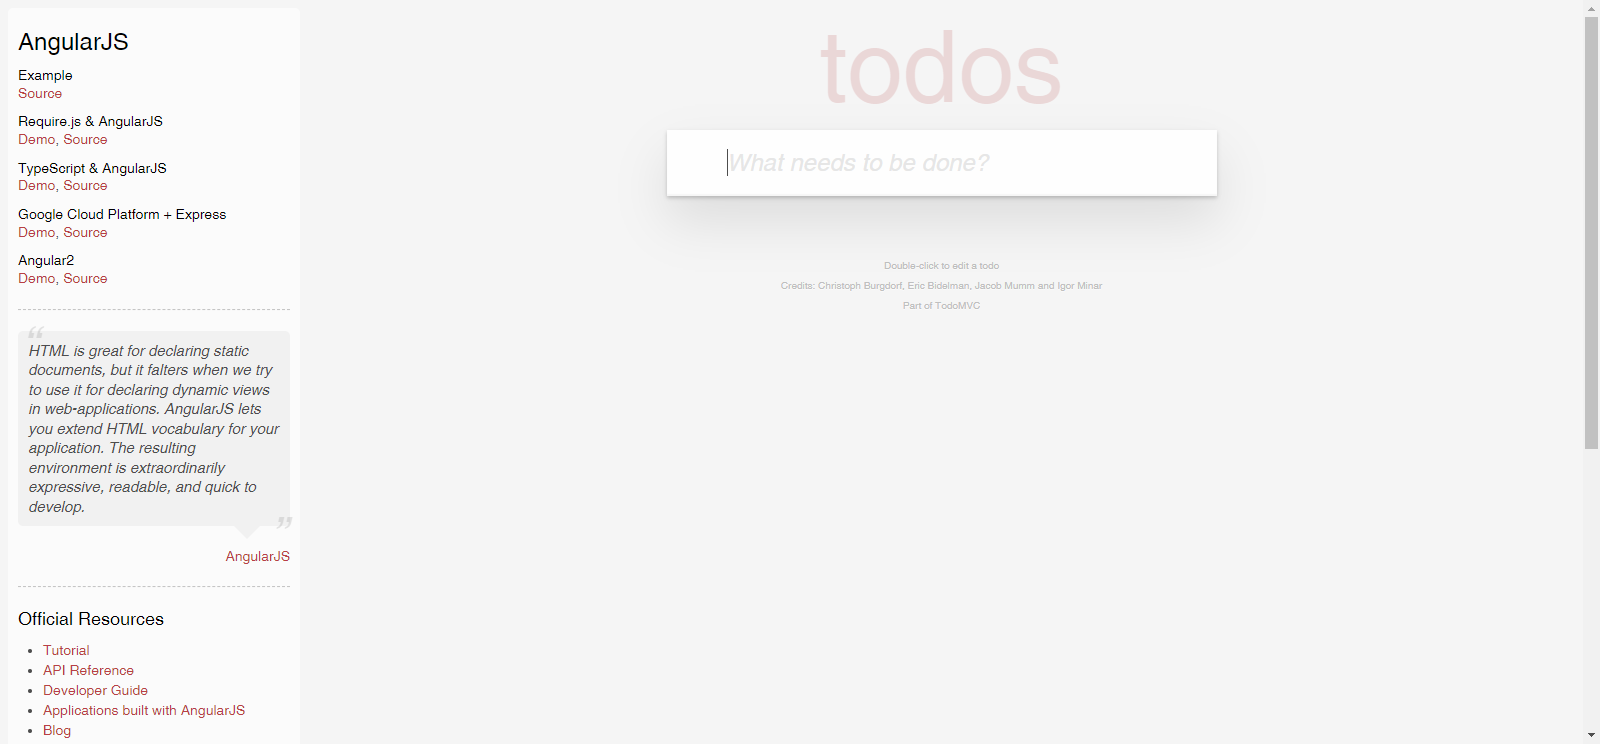 AngularJS
Example
Source
Require.js & AngularJS
Demo, Source
TypeScript & AngularJS
Demo, Source
Google Cloud Platform + Express
Demo, Source
Angular2
Demo, Source
“
HTML is great for declaring static
documents, but it falters when we try
to use it for declaring dynamic views
in web-applications. AngularJS lets
you extend HTML vocabulary for your
application. The resulting
environment is extraordinarily
expressive, readable, and quick to
develop.
”
AngularJS
Official Resources
• Tutorial
• API Reference
• Developer Guide
• Applications built with AngularJS
• Blog
todos
What needs to be done?
Double-click to edit a todo
Credits: Christoph Burgdorf, Eric Bidelman, Jacob Mumm and Igor Minar
Part of TodoMVC